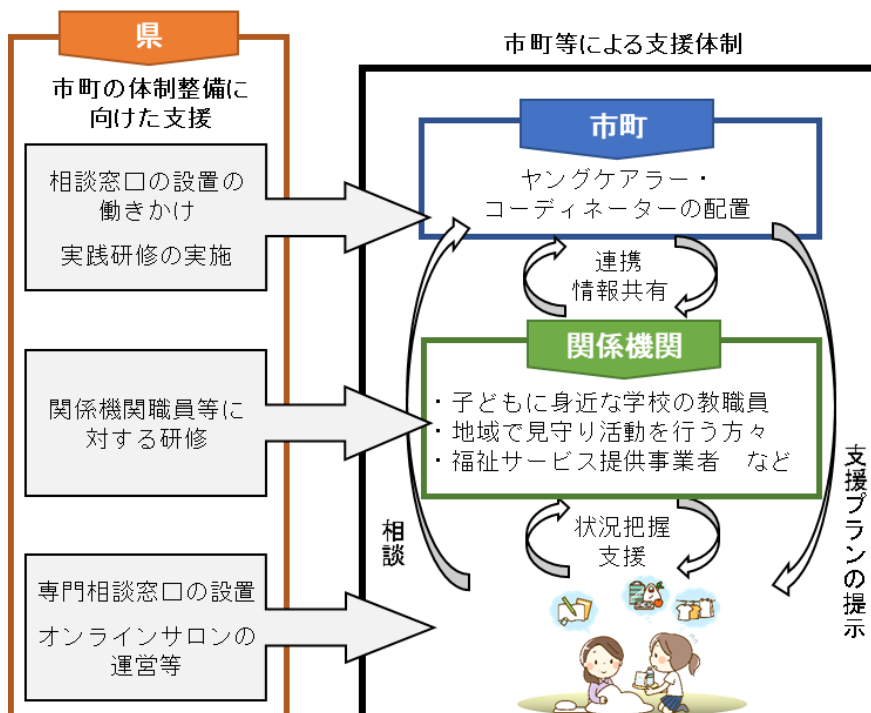 県
市町の体制整備に
向けた支援
相談窓口の設置の
働きかけ
実践研修の実施
関係機関職員等に
対する研修
専門相談窓口の設置
オンラインサロンの
運営等
市町等による支援体制
市町
ヤングケアラー・
コーディネーターの配置
連携
情報共有
関係機関
・子どもに身近な学校の教職員
・地域で見守り活動を行う方々
・福祉サービス提供事業者　など
状況把握
支援
相談
支援プランの提示